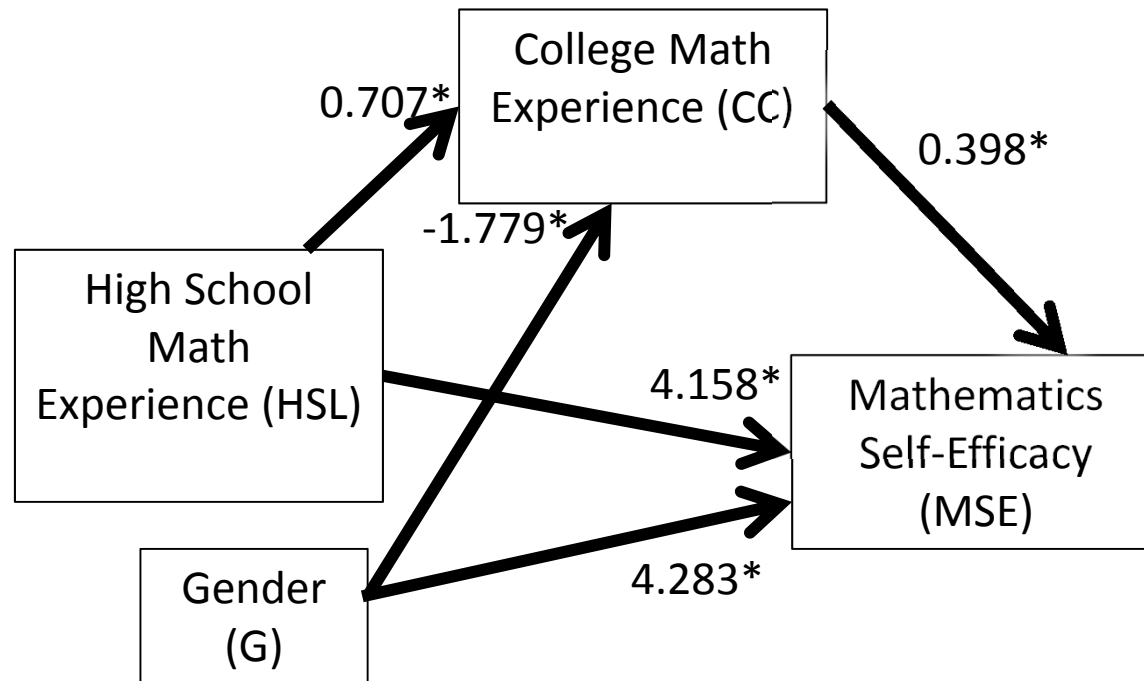 College Math
Experience (CC)
0.707*
0.398*
-1.779*
High School
Math
Experience (HSL)
4.158*
Mathematics
Self-Efficacy
(MSE)
4.283*
Gender
(G)